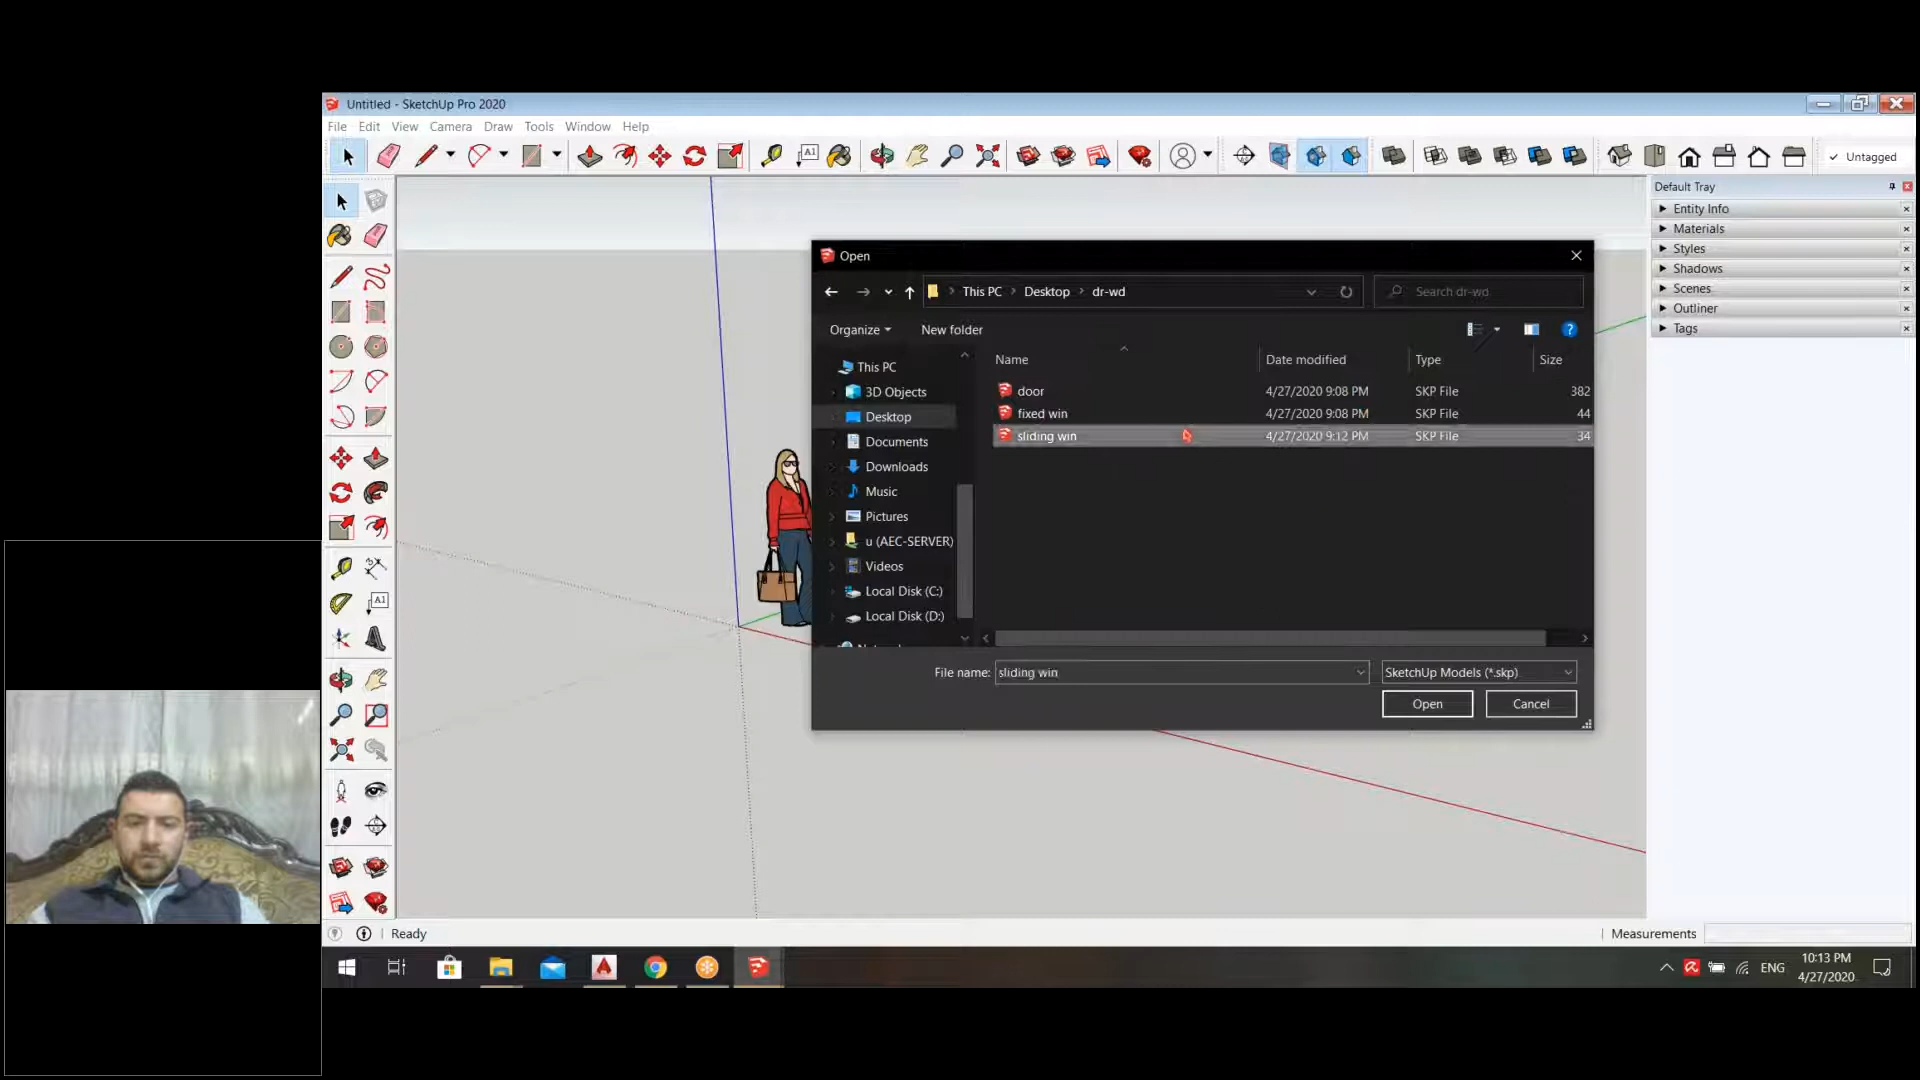 Untitled - SketchUp Pro 2020
File Edit View Camera Draw Tools Window Help
A1
Untagged
Default Tray
Entity Info
Materials
Styles
Shadows
Scenes
Outliner
Tags
Open
This PC Desktop dr-wd
Search dr-wd
Organize New folder
Name Date modified Type Size
door 4/27/2020 9:08 PM SKP File 382
fixed win 4/27/2020 9:08 PM SKP File 44
sliding win 4/27/2020 9:12 PM SKP File 34
This PC
3D Objects
Desktop
Documents
Downloads
Music
Pictures
u (AEC-SERVER)
Videos
Local Disk (C:)
Local Disk (D:)
File name: sliding win SketchUp Models (*.skp)
Open Cancel
A1
Ready
Measurements
ENG
10:13 PM
4/27/2020